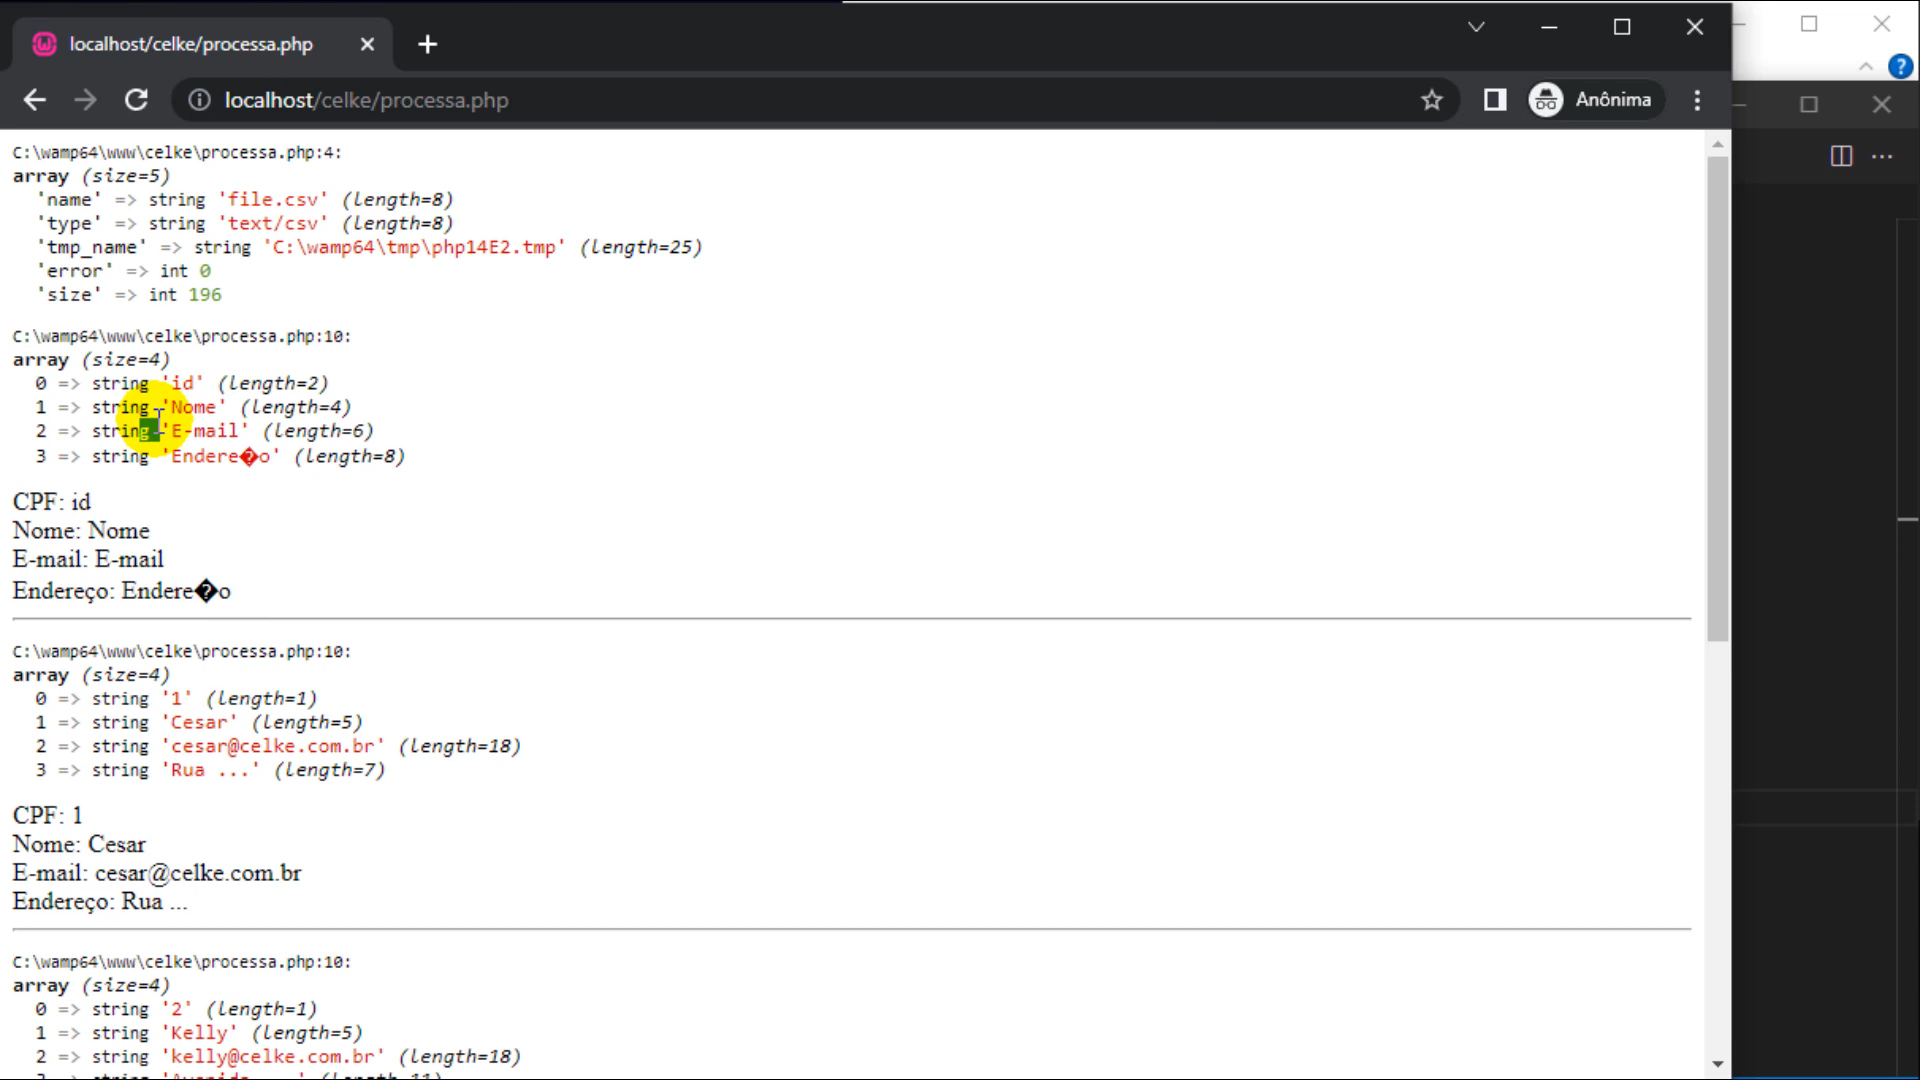 localhost/celke/processa.php
localhost/celke/processa.php
Anônima
C:\wamp64\www\celke\processa.php:4:
array (size=5)
'name' => string 'file.csv' (length=8)
'type' => string 'text/csv' (length=8)
'tmp_name' => string 'C:\wamp64\tmp\php14E2.tmp' (length=25)
'error' => int 0
'size' => int 196
C:\wamp64\www\celke\processa.php:10:
array (size=4)
0 => string 'id' (length=2)
1 => string 'Nome' (length=4)
2 => string 'E-mail' (length=6)
3 => string 'Endere�o' (length=8)
CPF: id
Nome: Nome
E-mail: E-mail
Endereço: Endere�o
C:\wamp64\www\celke\processa.php:10:
array (size=4)
0 => string '1' (length=1)
1 => string 'Cesar' (length=5)
2 => string 'cesar@celke.com.br' (length=18)
3 => string 'Rua ...' (length=7)
CPF: 1
Nome: Cesar
E-mail: cesar@celke.com.br
Endereço: Rua ...
C:\wamp64\www\celke\processa.php:10:
array (size=4)
0 => string '2' (length=1)
1 => string 'Kelly' (length=5)
2 => string 'kelly@celke.com.br' (length=18)